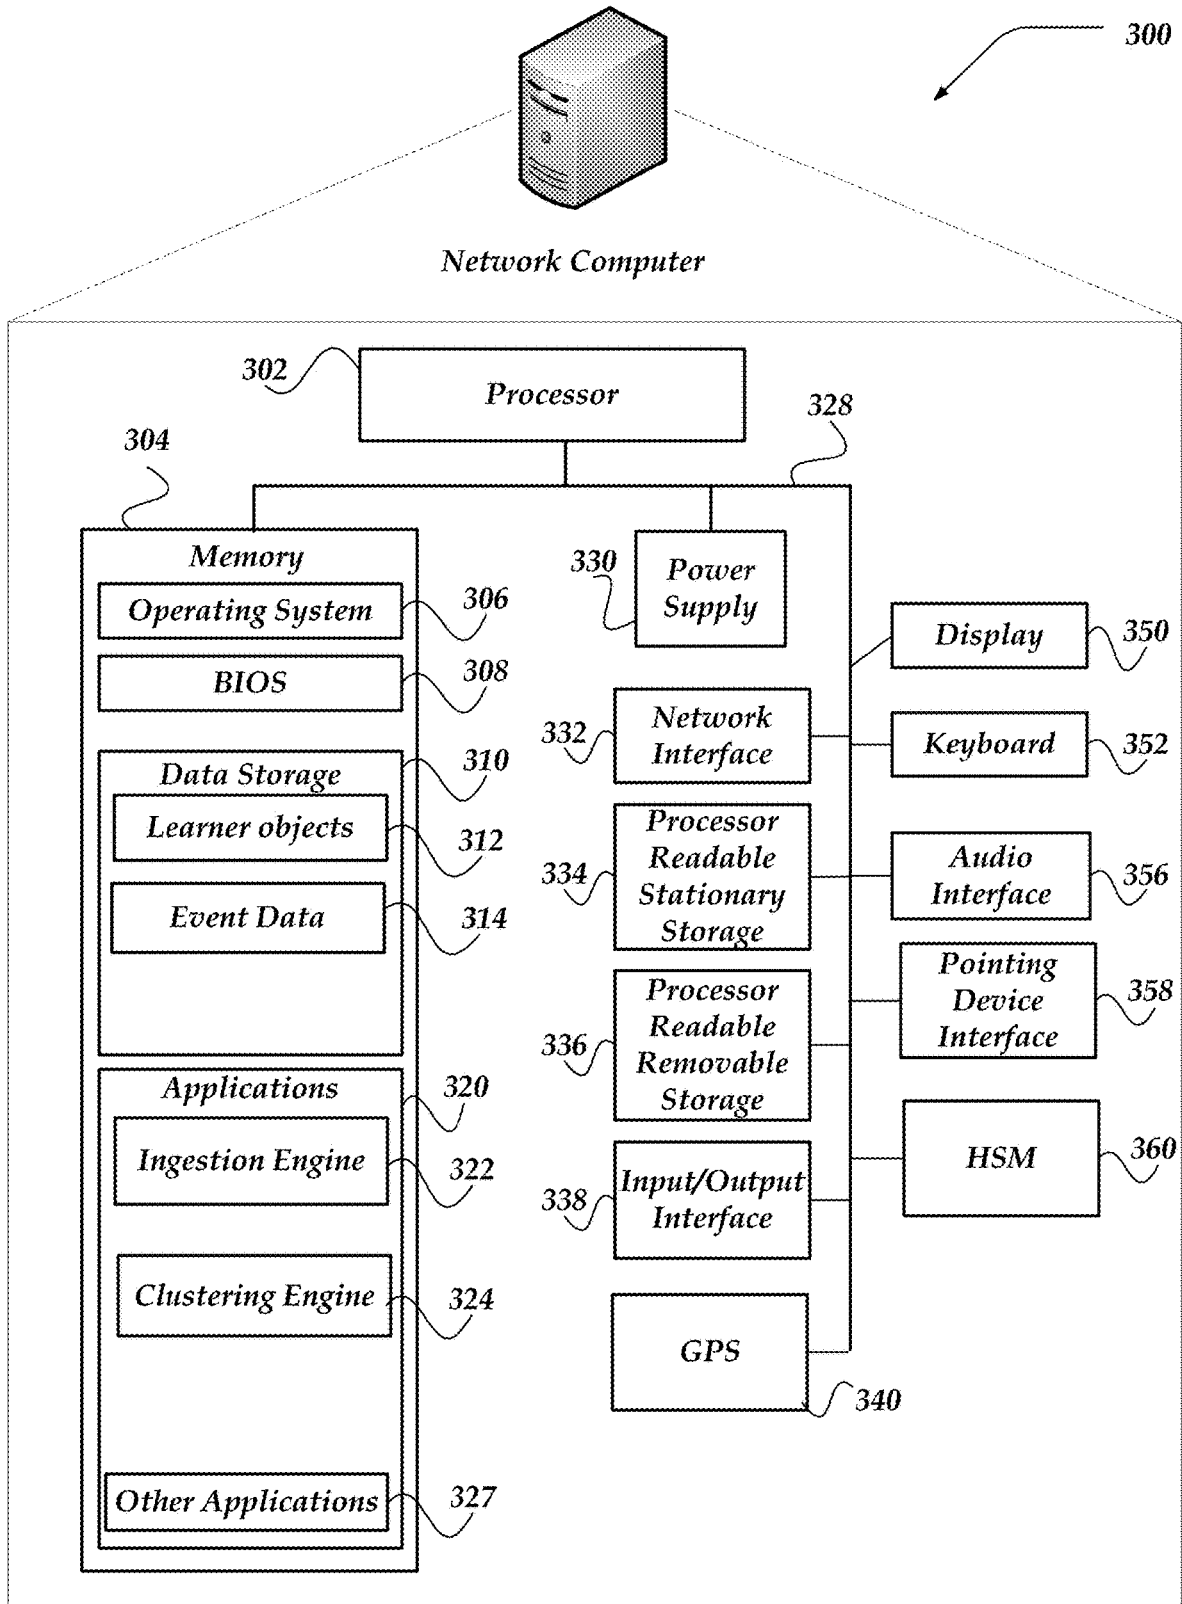 300
Network Computer
302
Processor
328
304
Memory
Operating System
306
BIOS
308
Data Storage
310
Learner objects
312
Event Data
314
Applications
320
Ingestion Engine
322
Clustering Engine
324
Other Applications
327
330
Power
Supply
332
Network
Interface
334
Processor
Readable
Stationary
Storage
336
Processor
Readable
Removable
Storage
338
Input/Output
Interface
GPS
340
Display
350
Keyboard
352
Audio
Interface
356
Pointing
Device
Interface
358
HSM
360